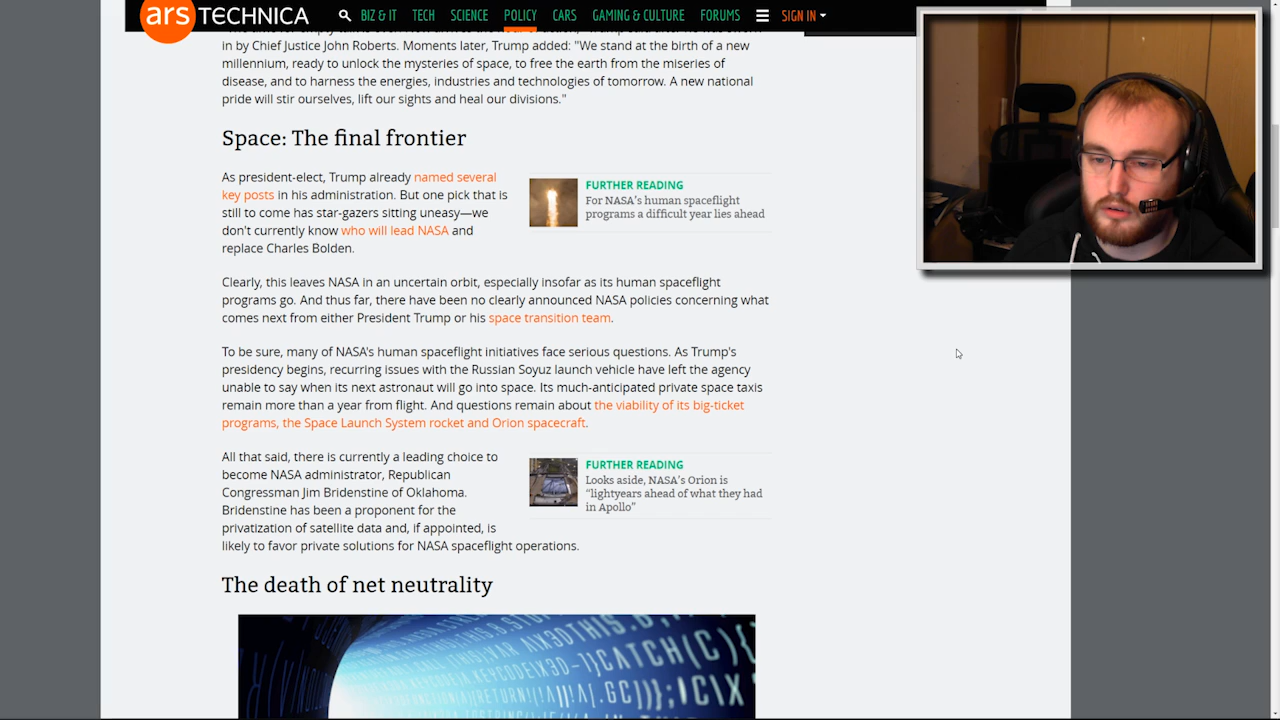 ars TECHNICA
BIZ & IT TECH SCIENCE POLICY CARS GAMING & CULTURE FORUMS SIGN IN
in by Chief Justice John Roberts. Moments later, Trump added: "We stand at the birth of a new
millennium, ready to unlock the mysteries of space, to free the earth from the miseries of
disease, and to harness the energies, industries and technologies of tomorrow. A new national
pride will stir ourselves, lift our sights and heal our divisions."
Space: The final frontier
As president-elect, Trump already named several
key posts in his administration. But one pick that is
still to come has star-gazers sitting uneasy—we
don't currently know who will lead NASA and
replace Charles Bolden.
FURTHER READING
For NASA's human spaceflight
programs a difficult year lies ahead
Clearly, this leaves NASA in an uncertain orbit, especially insofar as its human spaceflight
programs go. And thus far, there have been no clearly announced NASA policies concerning what
comes next from either President Trump or his space transition team.
To be sure, many of NASA's human spaceflight initiatives face serious questions. As Trump's
presidency begins, recurring issues with the Russian Soyuz launch vehicle have left the agency
unable to say when its next astronaut will go into space. Its much-anticipated private space taxis
remain more than a year from flight. And questions remain about the viability of its big-ticket
programs, the Space Launch System rocket and Orion spacecraft.
All that said, there is currently a leading choice to
become NASA administrator, Republican
Congressman Jim Bridenstine of Oklahoma.
Bridenstine has been a proponent for the
privatization of satellite data and, if appointed, is
likely to favor private solutions for NASA spaceflight operations.
FURTHER READING
Looks aside, NASA's Orion is
"lightyears ahead of what they had
in Apollo"
The death of net neutrality
CATCH(C){